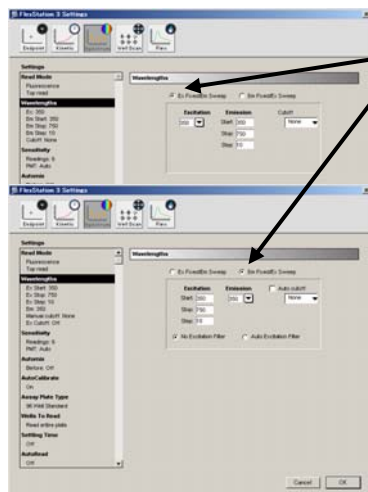 FlexStation 3 Settings
Endpoint Kinetic Spectrum Well Scan Flex
Settings
Read Mode
Fluorescence
Top read
Wavelengths
Ex: 350
Em Start: 350
Em Stop: 750
Em Step: 10
Cutoff: None
Sensitivity
Readings: 6
PMT: Auto
Automix
Wavelengths
Ex Fixed/Em Sweep Em Fixed/Ex Sweep
Excitation Emission Cutoff
350 Start 350 None
Stop 750
Step 10
FlexStation 3 Settings
Endpoint Kinetic Spectrum Well Scan Flex
Settings
Read Mode
Fluorescence
Top read
Wavelengths
Ex Start: 350
Ex Stop: 750
Ex Step: 10
Em: 350
Manual cutoff: None
Ex Cutoff: Off
Sensitivity
Readings: 6
PMT: Auto
Automix
Before: Off
AutoCalibrate
On
Assay Plate Type
96 Well Standard
Wells To Read
Read entire plate
Settling Time
Off
AutoRead
Off
Wavelengths
Ex Fixed/Em Sweep Em Fixed/Ex Sweep
Excitation Emission Auto cutoff
Start 350 350 None
Stop 750
Step 10
No Excitation Filter Auto Excitation Filter
Cancel OK